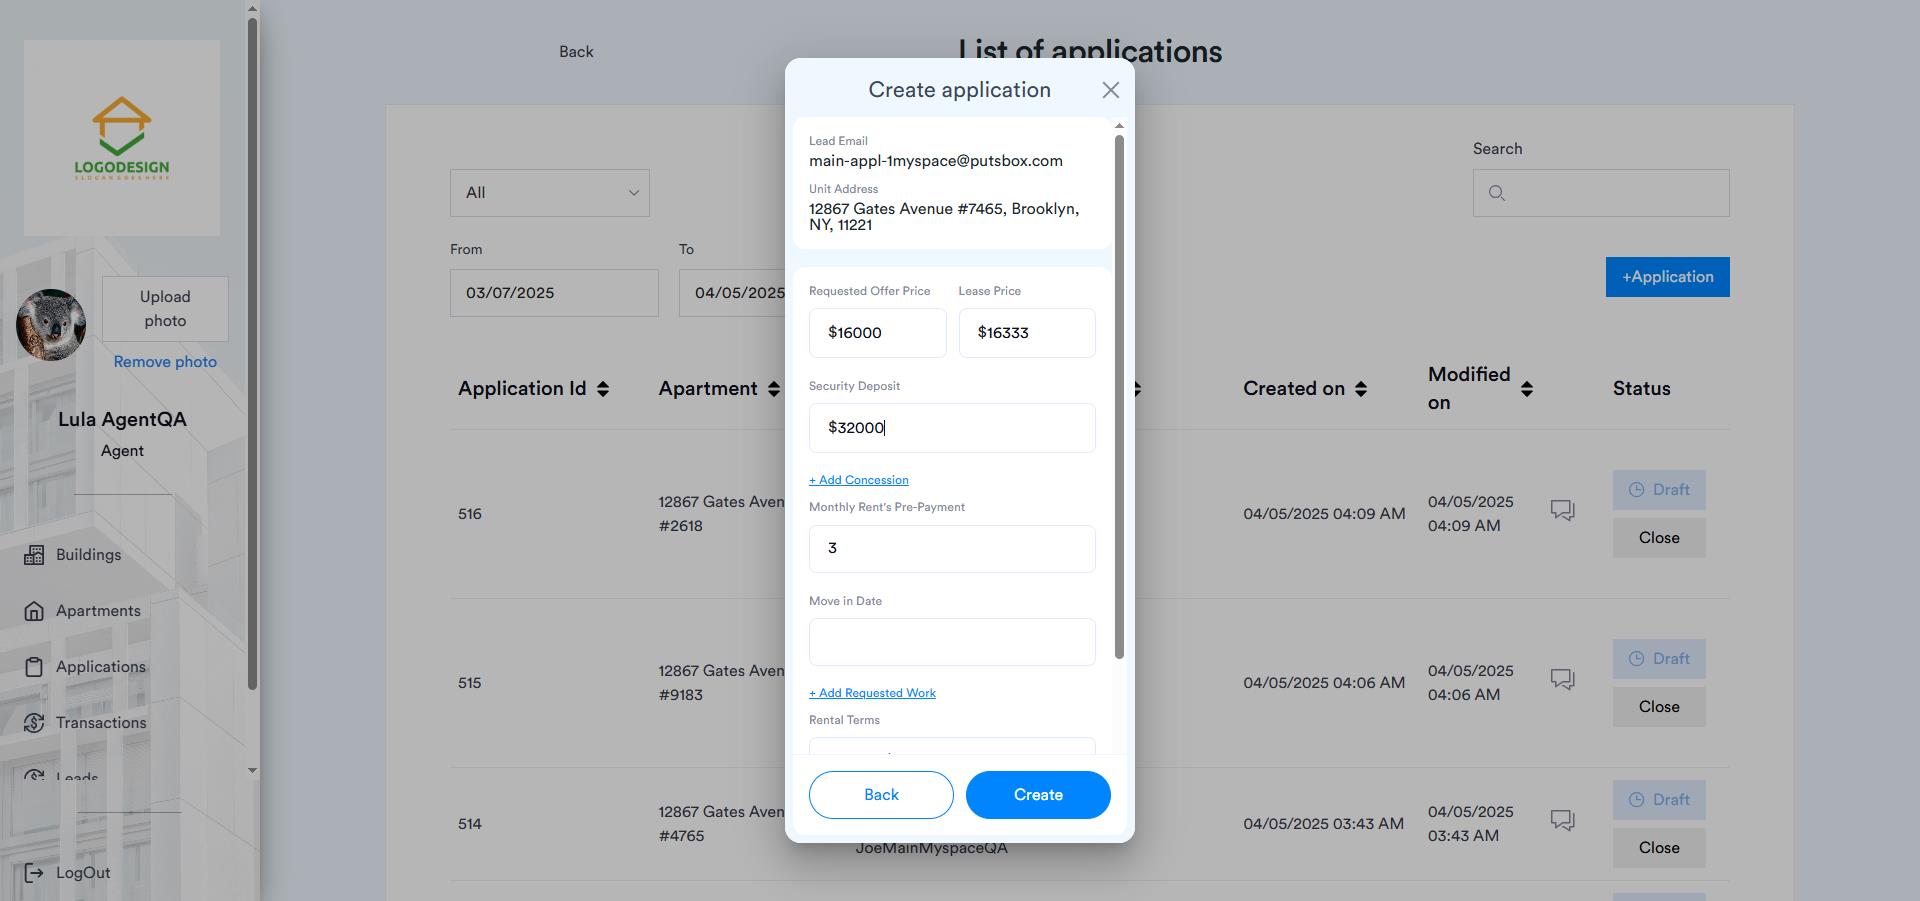 LOGODESIGN
SLOGAN GOES HERE
Upload
photo
Remove photo
Lula AgentQA
Agent
Buildings
Apartments
Applications
Transactions
Leads
LogOut
Back
List of applications
All
Search
From
To
03/07/2025
04/05/2025
+Application
Application Id
Apartment
Created on
Modified
on
Status
516
12867 Gates Aven
#2618
04/05/2025 04:09 AM
04/05/2025
04:09 AM
Draft
Close
515
12867 Gates Aven
#9183
04/05/2025 04:06 AM
04/05/2025
04:06 AM
Draft
Close
514
12867 Gates Aven
#4765
JoeMainMyspaceQA
04/05/2025 03:43 AM
04/05/2025
03:43 AM
Draft
Close
Create application
Lead Email
main-appl-1myspace@putsbox.com
Unit Address
12867 Gates Avenue #7465, Brooklyn,
NY, 11221
Requested Offer Price
Lease Price
$16000
$16333
Security Deposit
$32000
+ Add Concession
Monthly Rent's Pre-Payment
3
Move in Date
+ Add Requested Work
Rental Terms
Back
Create